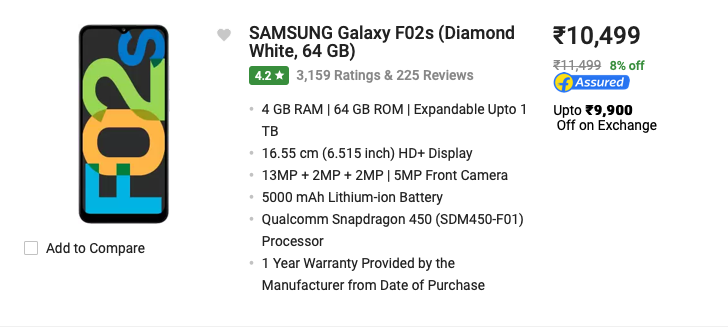 F02s
SAMSUNG Galaxy F02s (Diamond
White, 64 GB)
4.2 ★ 3,159 Ratings & 225 Reviews
• 4 GB RAM | 64 GB ROM | Expandable Upto 1
TB
• 16.55 cm (6.515 inch) HD+ Display
• 13MP + 2MP + 2MP | 5MP Front Camera
• 5000 mAh Lithium-ion Battery
• Qualcomm Snapdragon 450 (SDM450-F01)
Processor
• 1 Year Warranty Provided by the
Manufacturer from Date of Purchase
Add to Compare
₹10,499
₹11,499 8% off
f Assured
Upto ₹9,900
Off on Exchange